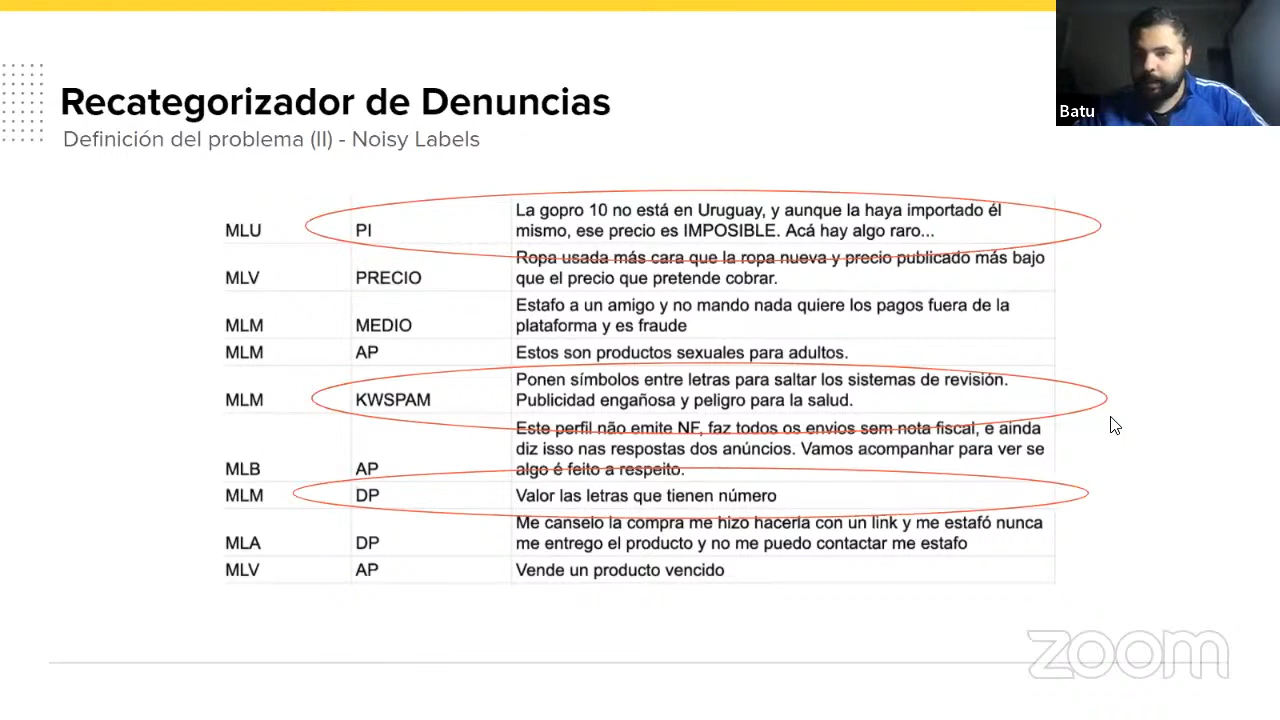 Recategorizador de Denuncias
Definición del problema (II) - Noisy Labels
Batu
La gopro 10 no está en Uruguay, y aunque la haya importado él
MLU PI mismo, ese precio es IMPOSIBLE. Acá hay algo raro...
Ropa usada más cara que la ropa nueva y precio publicado más bajo
MLV PRECIO que el precio que pretende cobrar.
Estafo a un amigo y no mando nada quiere los pagos fuera de la
MLM MEDIO plataforma y es fraude
MLM AP Estos son productos sexuales para adultos.
Ponen símbolos entre letras para saltar los sistemas de revisión.
MLM KWSPAM Publicidad engañosa y peligro para la salud.
Este perfil não emite NF, faz todos os envios sem nota fiscal, e ainda
diz isso nas respostas dos anúncios. Vamos acompanhar para ver se
MLB AP algo é feito a respeito.
MLM DP Valor las letras que tienen número
Me canselo la compra me hizo hacerla con un link y me estafó nunca
MLA DP me entrego el producto y no me puedo contactar me estafo
MLV AP Vende un producto vencido
zoom